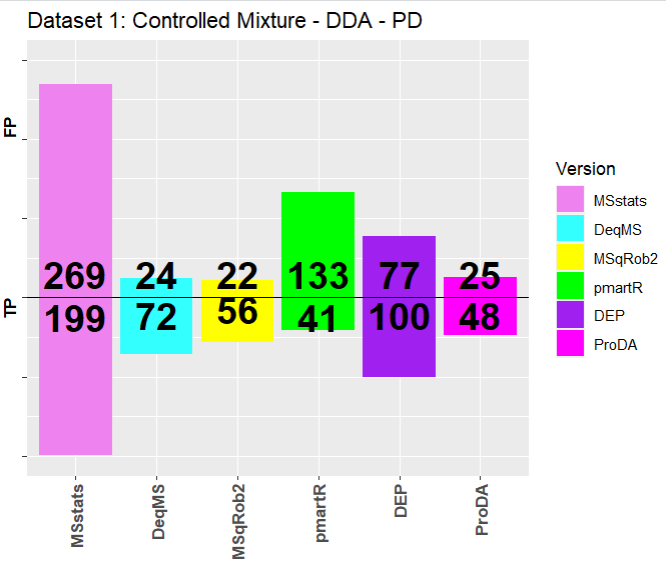 Dataset 1: Controlled Mixture - DDA - PD
FP
TP
269 24 22 133 77 25
199 72 56 41 100 48
MSstats
DeqMS
MSqRob2
pmartR
DEP
ProDA
Version
MSstats
DeqMS
MSqRob2
pmartR
DEP
ProDA